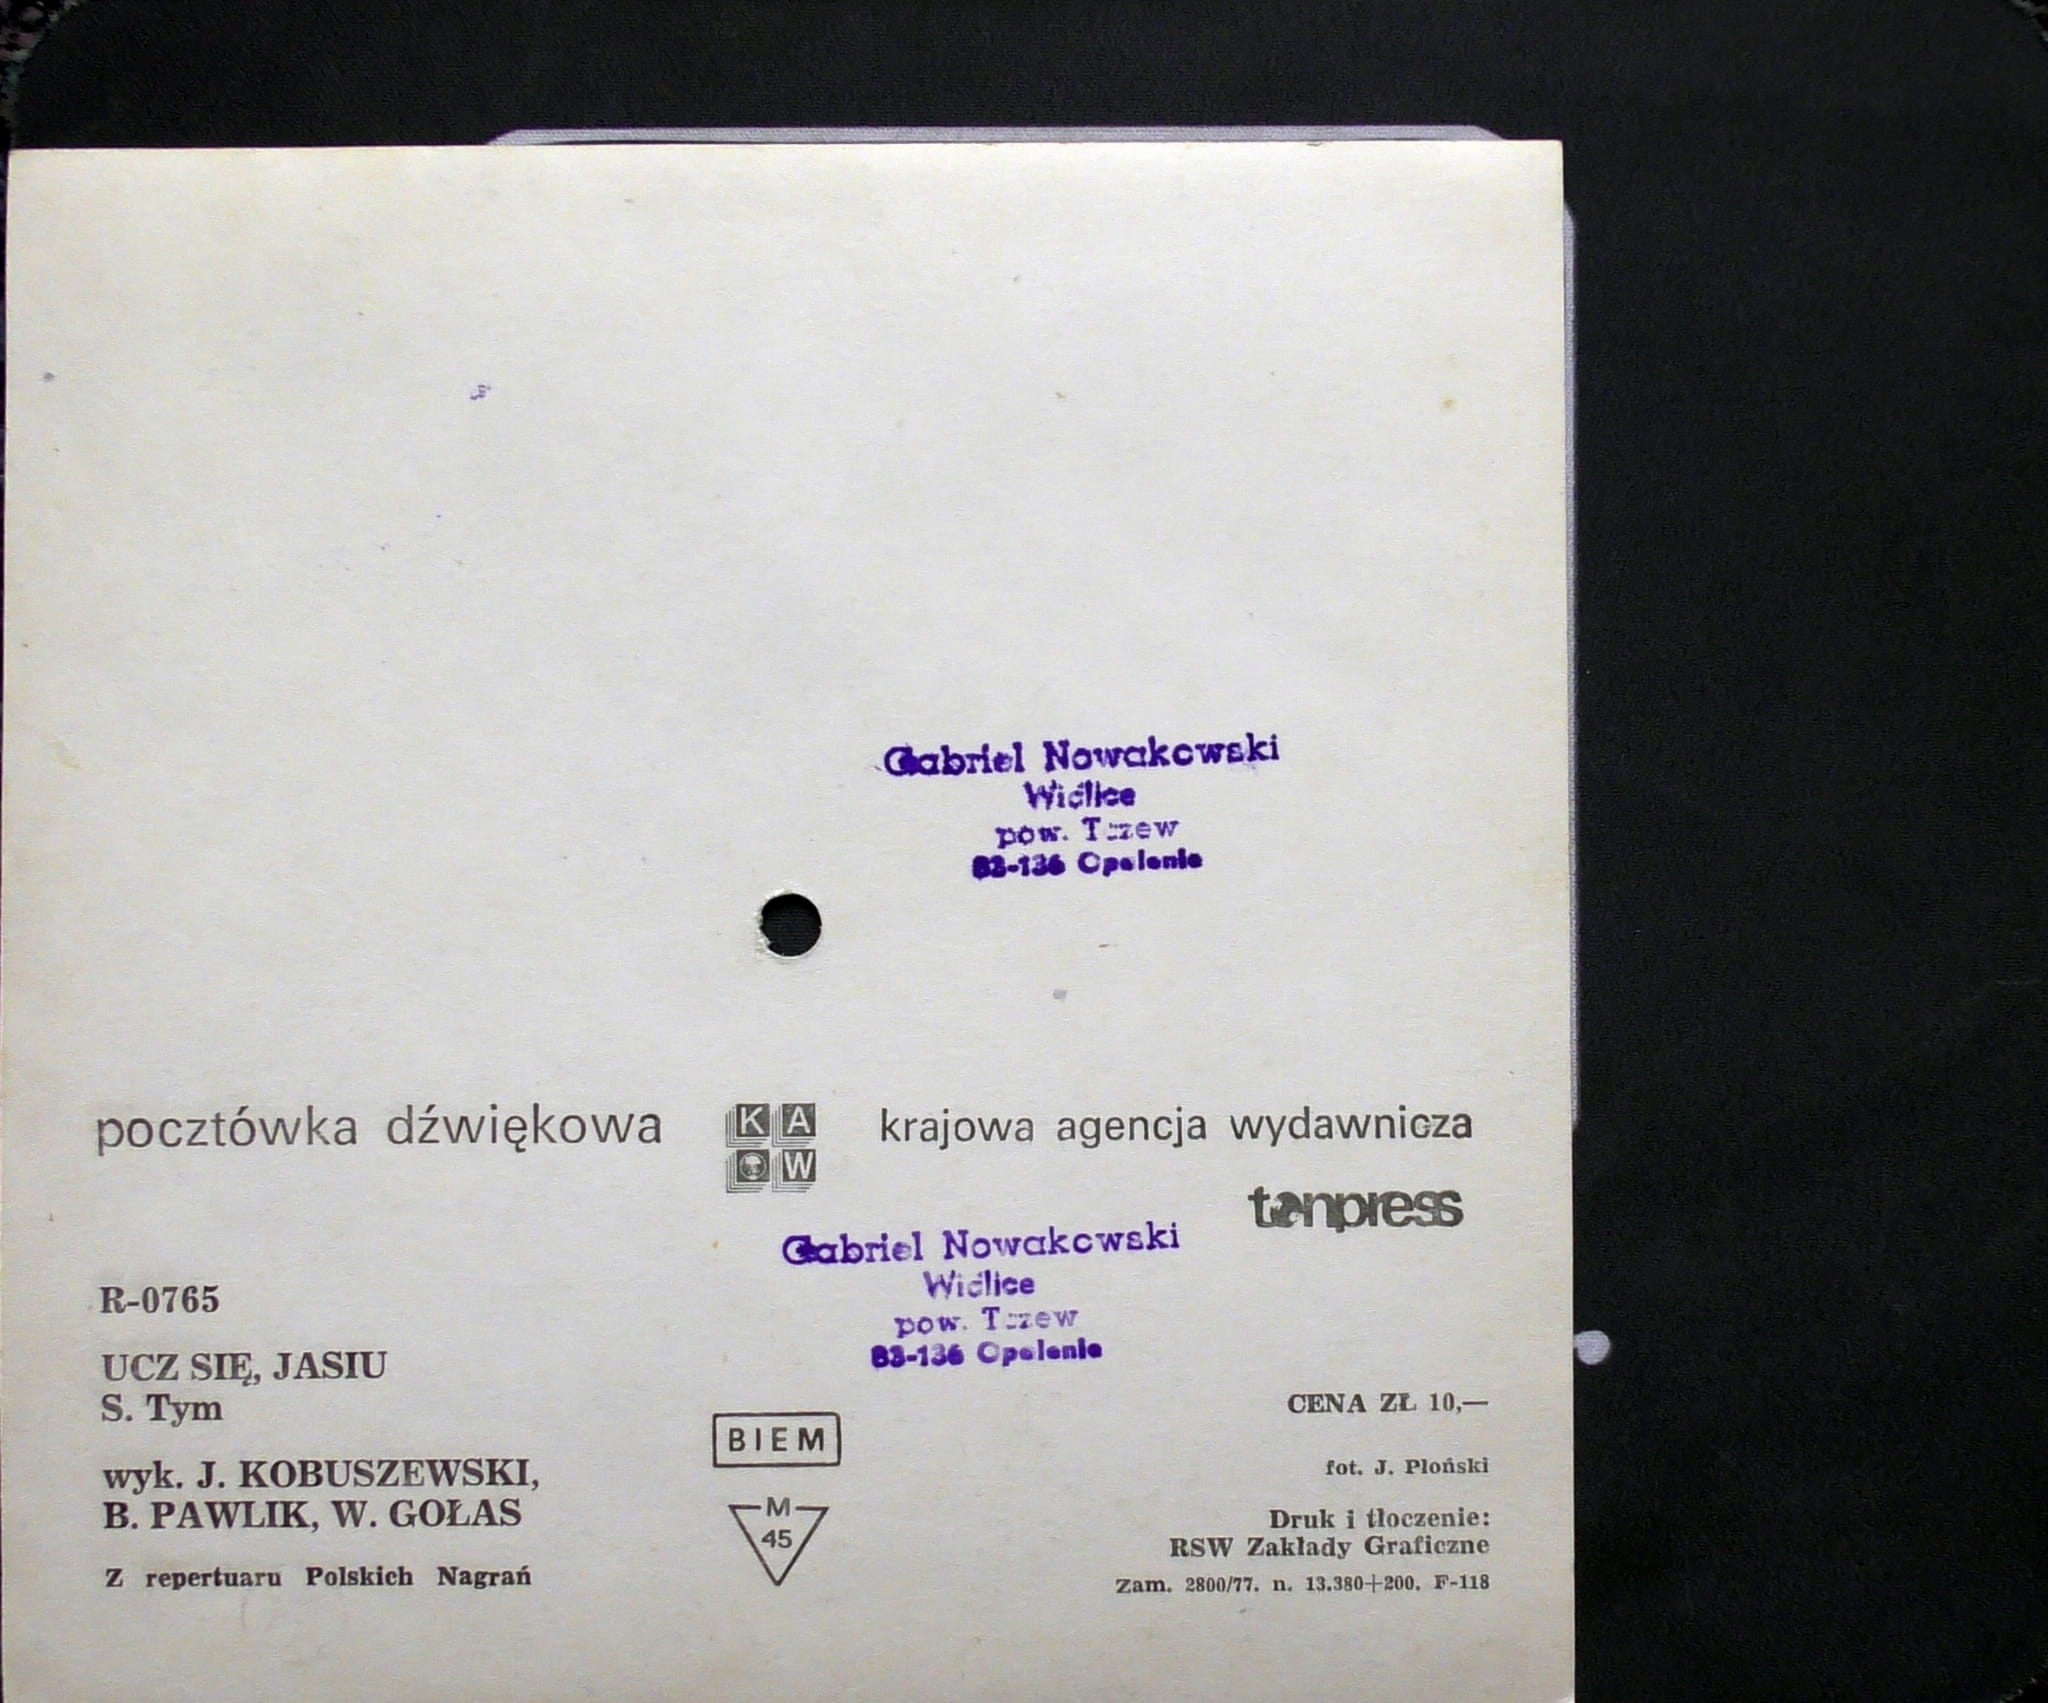 Gabriel Nowakowski
Widlice
pow. Tczew
83-136 Opalenie
pocztówka dźwiękowa
K A W
krajowa agencja wydawnicza
tonpress
Gabriel Nowakowski
Widlice
pow. Tczew
83-136 Opalenie
R-0765
UCZ SIĘ, JASIU
S. Tym
wyk. J. KOBUSZEWSKI,
B. PAWLIK, W. GOŁAS
Z repertuaru Polskich Nagrań
BIEM
M
45
CENA ZŁ 10,—
fot. J. Płoński
Druk i tłoczenie:
RSW Zakłady Graficzne
Zam. 2800/77. n. 13.380+200. F-118